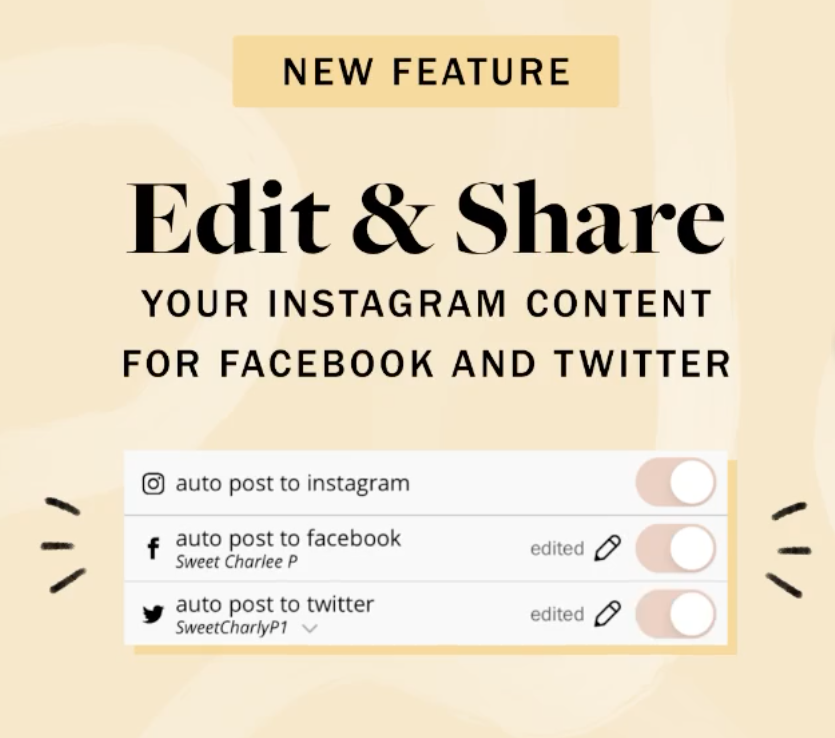 NEW FEATURE
Edit & Share
YOUR INSTAGRAM CONTENT
FOR FACEBOOK AND TWITTER
auto post to instagram
auto post to facebook
Sweet Charlee P
edited
auto post to twitter
SweetCharlyP1
edited